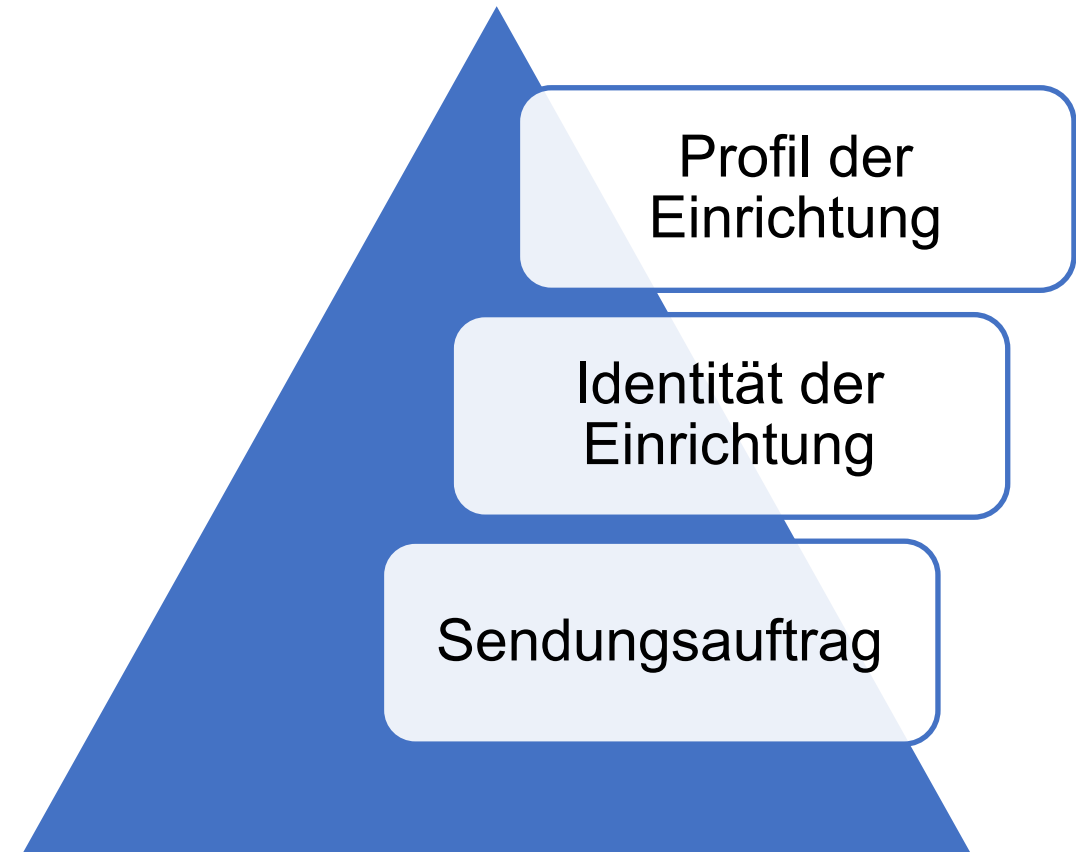 Profil der
Einrichtung
Identität der
Einrichtung
Sendungsauftrag